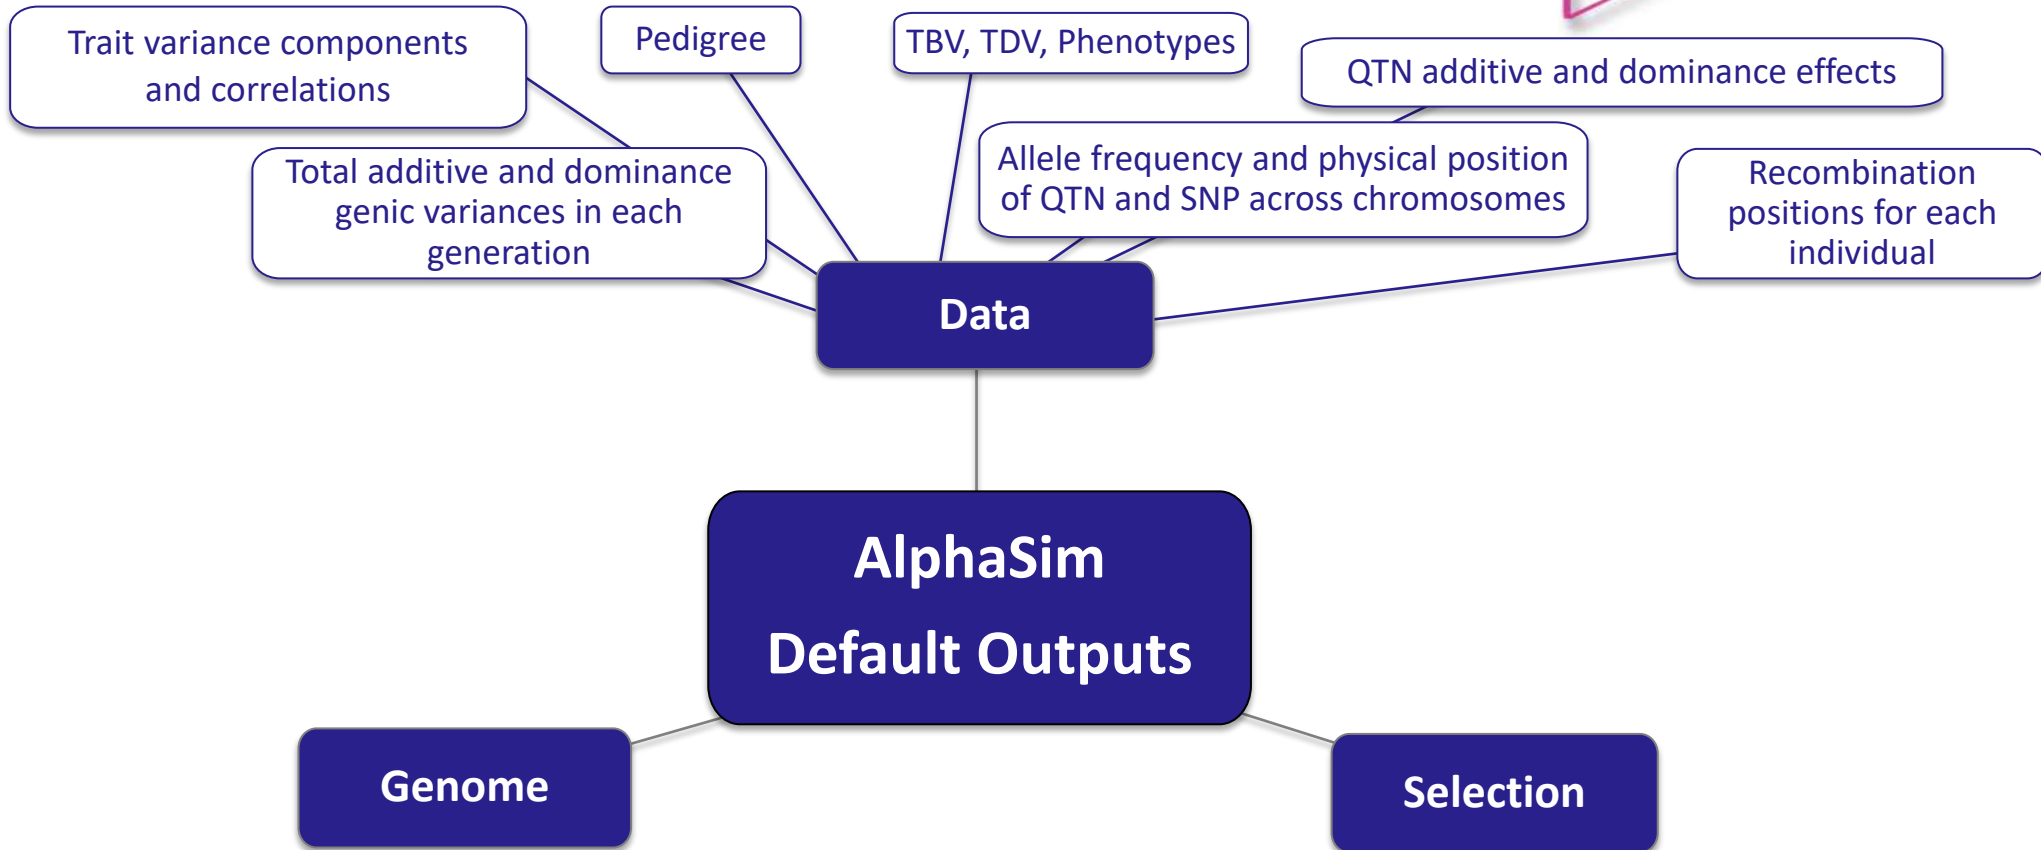 Trait variance components
and correlations
Pedigree
TBV, TDV, Phenotypes
QTN additive and dominance effects
Total additive and dominance
genic variances in each
generation
Allele frequency and physical position
of QTN and SNP across chromosomes
Recombination
positions for each
individual
Data
AlphaSim
Default Outputs
Genome
Selection